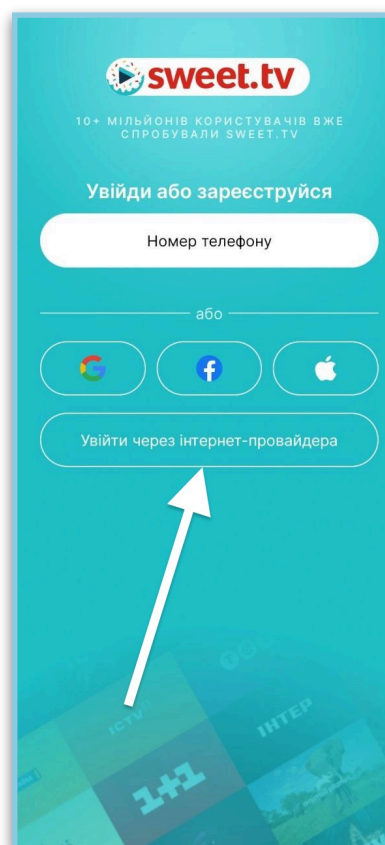 sweet.tv
10+ МІЛЬЙОНІВ КОРИСТУВАЧІВ ВЖЕ
СПРОБУВАЛИ SWEET.TV
Увійди або зареєструйся
Номер телефону
або
Увійти через інтернет-провайдера
ICTV
ІНТЕР
1+1